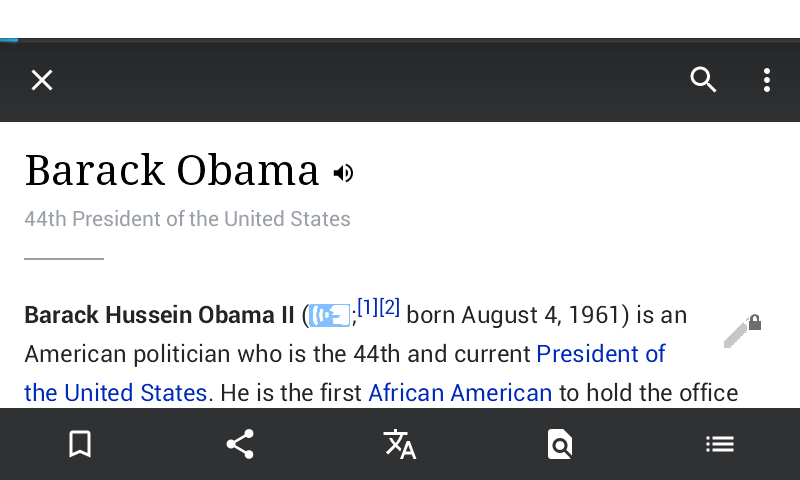 Barack Obama
44th President of the United States
Barack Hussein Obama II (;[1][2] born August 4, 1961) is an
American politician who is the 44th and current President of
the United States. He is the first African American to hold the office